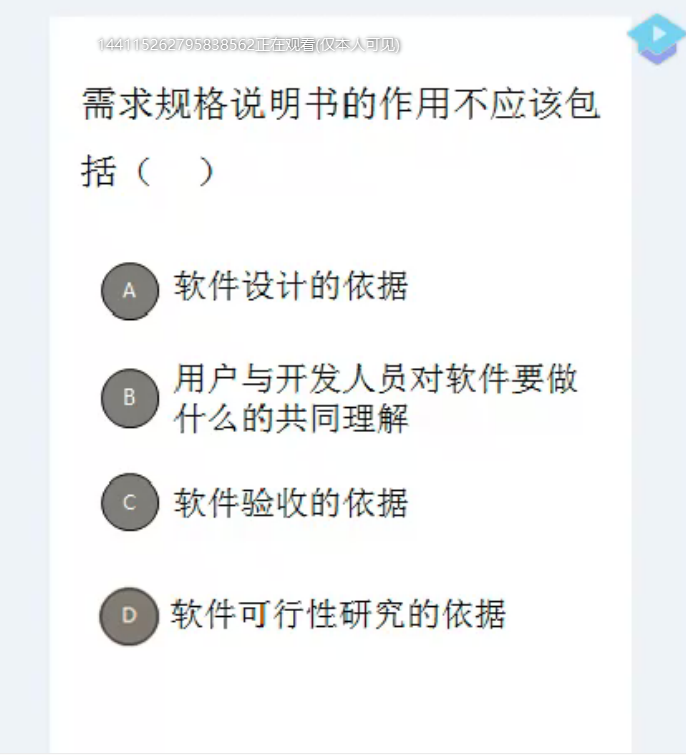 144115262795838562正在观看(仅本人可见)
需求规格说明书的作用不应该包
括（ ）
A 软件设计的依据
B 用户与开发人员对软件要做
什么的共同理解
C 软件验收的依据
D 软件可行性研究的依据